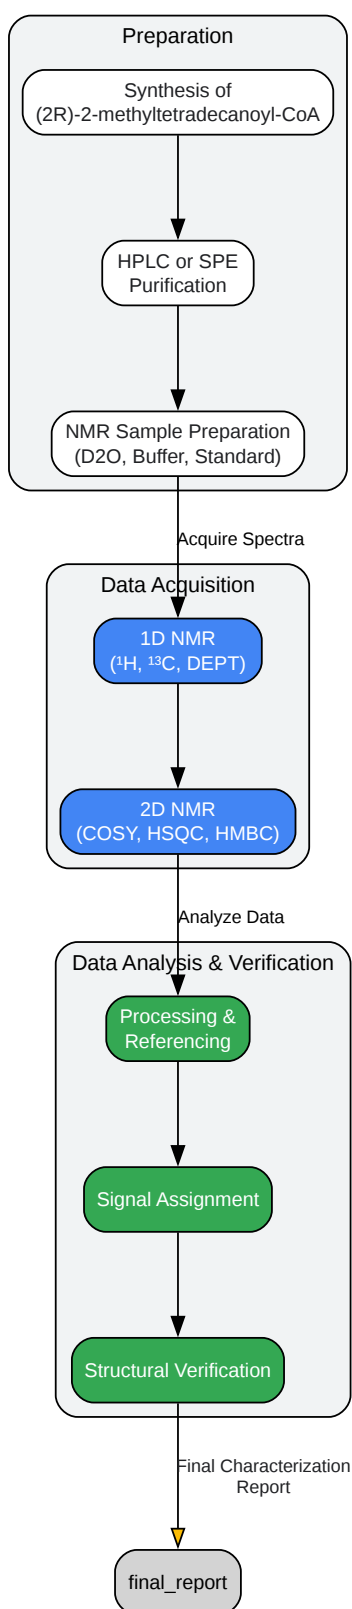 Preparation
Synthesis of
(2R)-2-methyltetradecanoyl-CoA
HPLC or SPE
Purification
NMR Sample Preparation
(D2O, Buffer, Standard)
Acquire Spectra
Data Acquisition
1D NMR
(¹H, ¹³C, DEPT)
2D NMR
(COSY, HSQC, HMBC)
Analyze Data
Data Analysis & Verification
Processing &
Referencing
Signal Assignment
Structural Verification
Final Characterization
Report
final_report